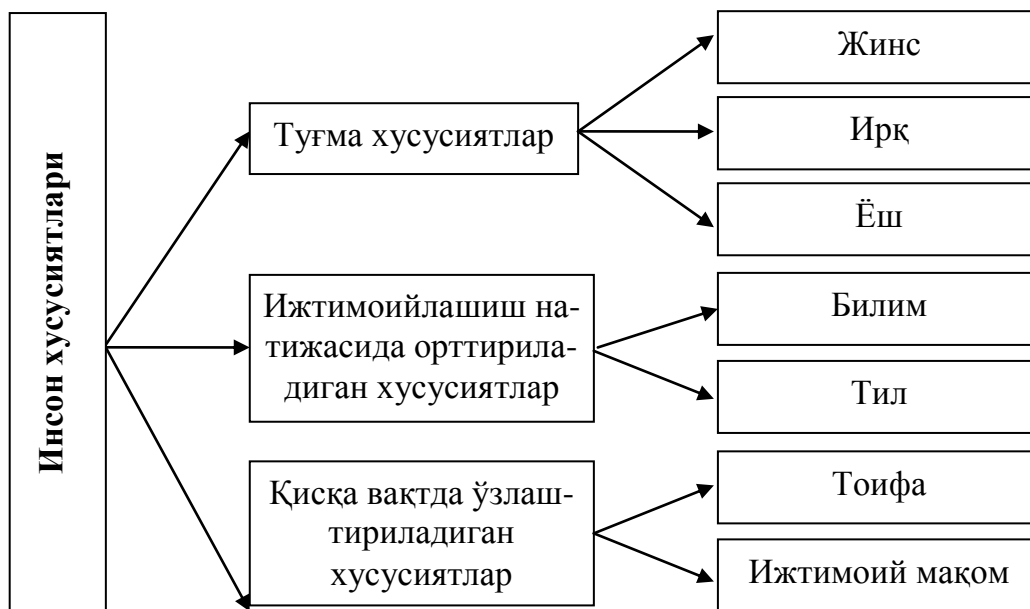 Инсон хусусиятлари
Туғма хусусиятлар
Жинс
Ирқ
Ёш
Ижтимоийлашиш на-
тижасида орттирила-
диган хусусиятлар
Билим
Тил
Қисқа вақтда ўзлаш-
тириладиган
хусусиятлар
Тоифа
Ижтимоий мақом